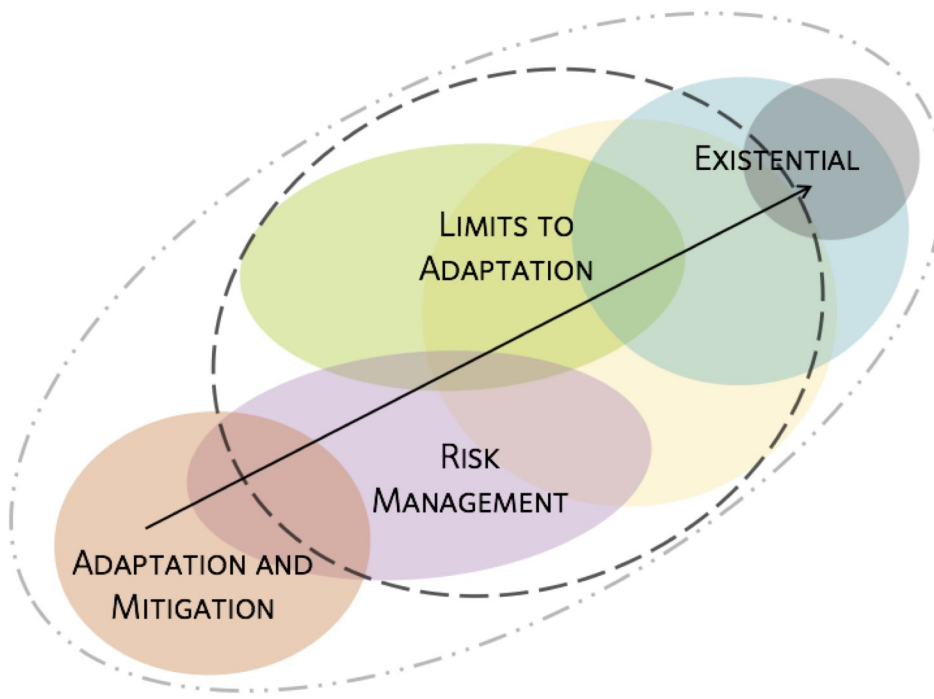 EXISTENTIAL
LIMITS TO
ADAPTATION
RISK
MANAGEMENT
ADAPTATION AND
MITIGATION